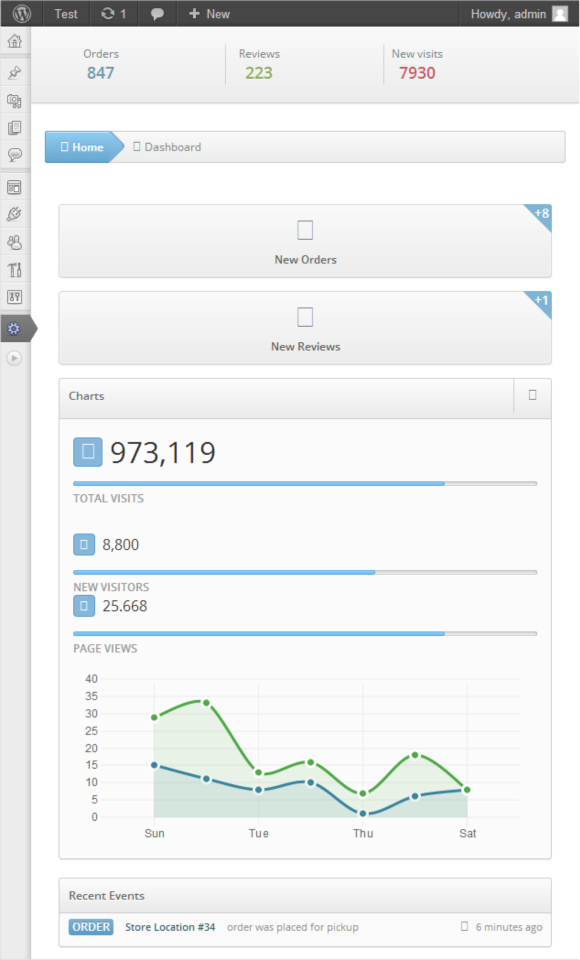 Test 1 New Howdy, admin
Orders Reviews New visits
847 223 7930
Home Dashboard
+8
New Orders
+1
New Reviews
Charts
973,119
TOTAL VISITS
8,800
NEW VISITORS
25.668
PAGE VIEWS
40
35
30
25
20
15
10
5
0
Sun Tue Thu Sat
Recent Events
ORDER Store Location #34 order was placed for pickup 6 minutes ago